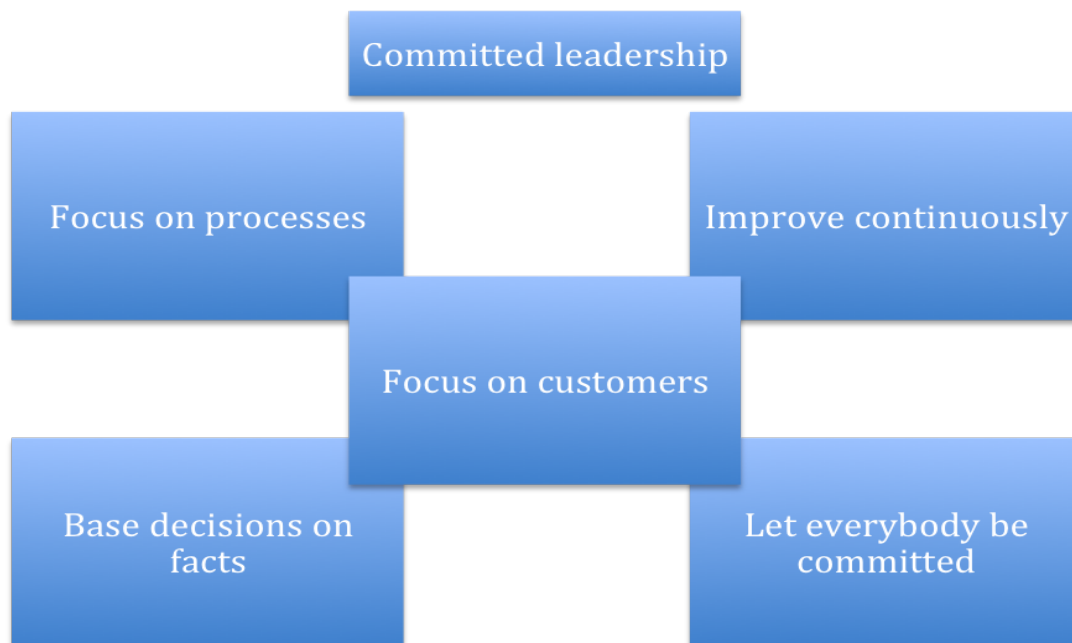 Committed leadership
Focus on processes
Improve continuously
Focus on customers
Base decisions on
facts
Let everybody be
committed